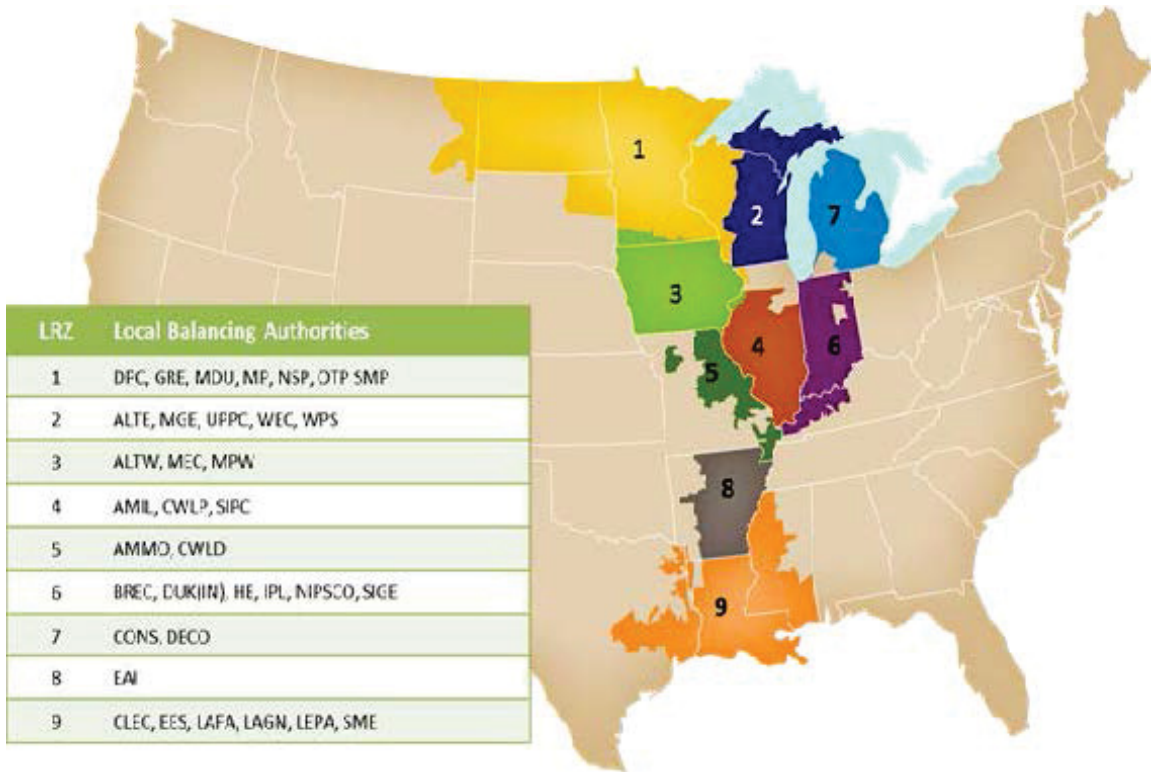 1
2
7
3
4
6
5
8
9
LRZ Local Balancing Authorities
1 DPC, GRE, MDU, MP, NSP, OTP SMP
2 ALTE, MGE, UPPC, WEC, WPS
3 ALTW, MEC, MPW
4 AMIL, CWLP, SIPC
5 AMMO, CWLD
6 BREC, DUK(IN), HE, IPL, NIPSCO, SIGE
7 CONS, DECO
8 EAI
9 CLEC, EES, LAFA, LAGN, LEPA, SME